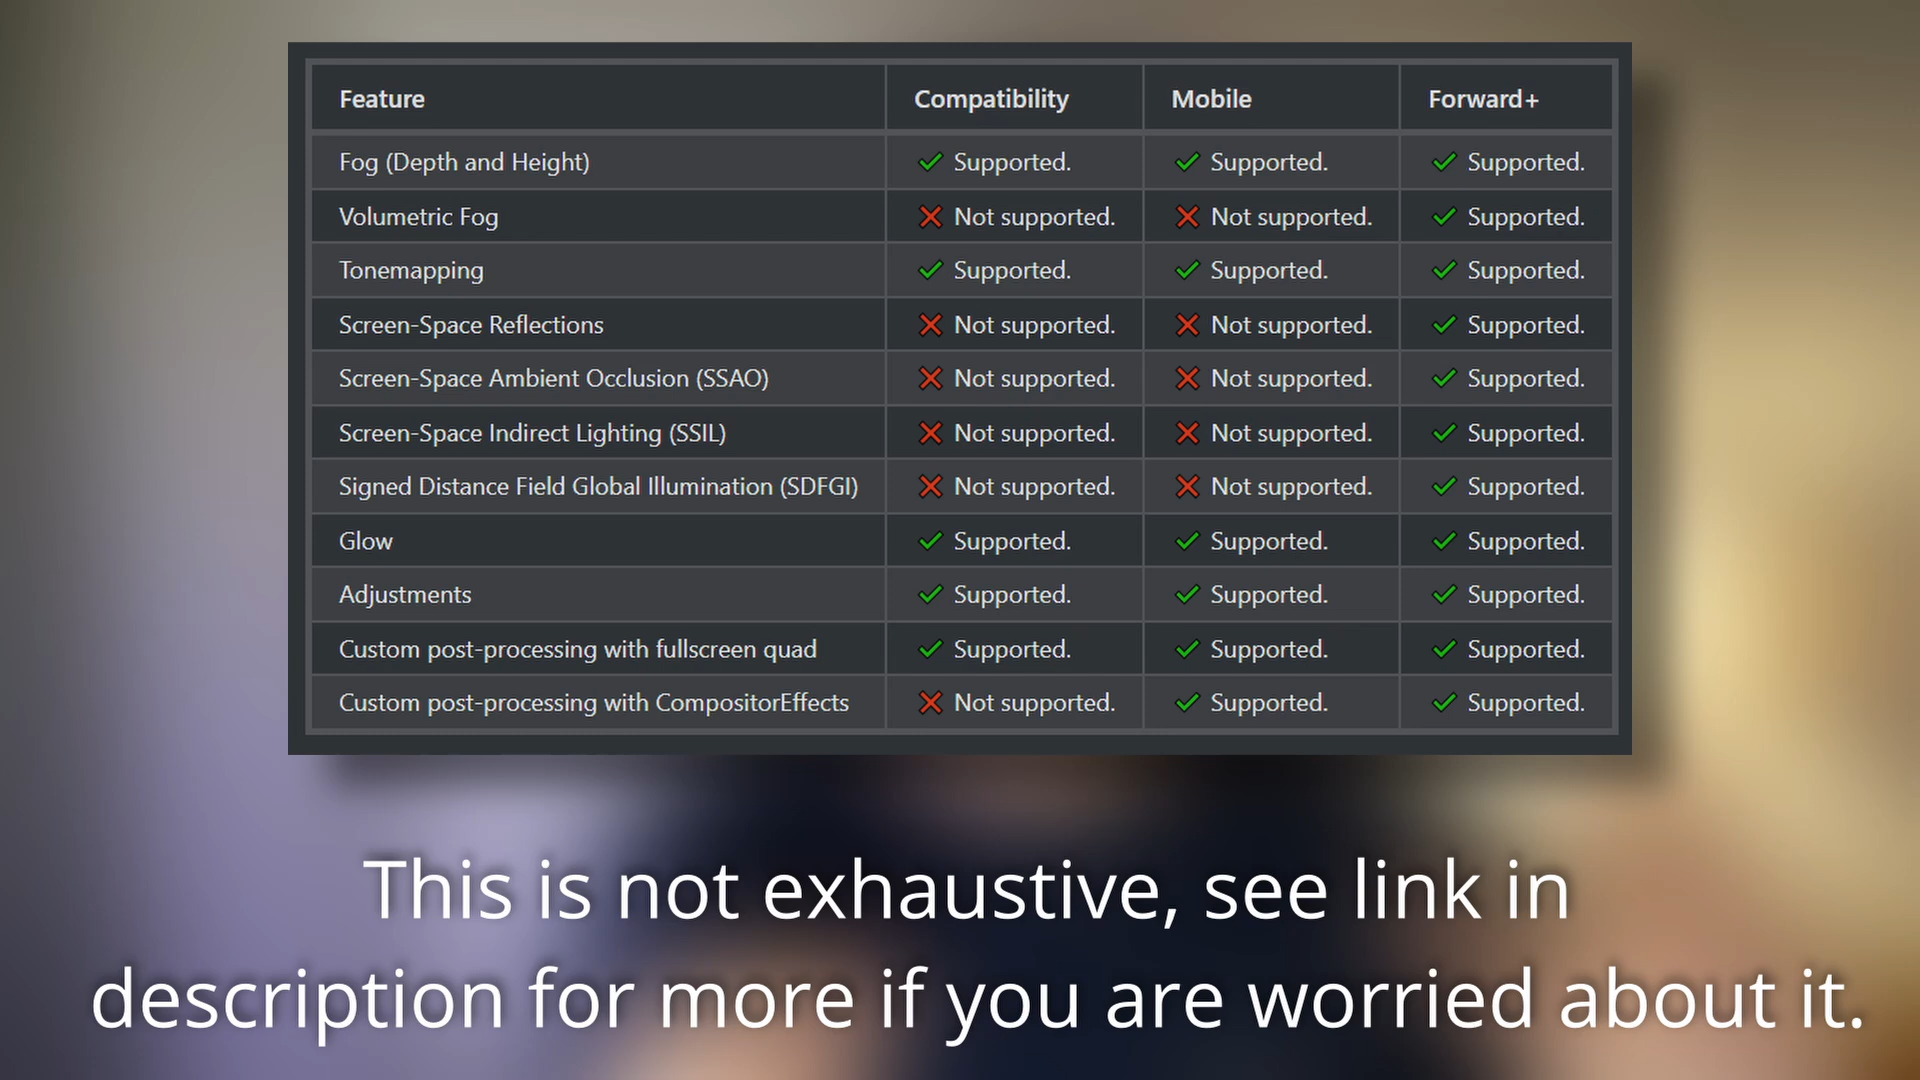 Feature Compatibility Mobile Forward+
Fog (Depth and Height) Supported. Supported. Supported.
Volumetric Fog Not supported. Not supported. Supported.
Tonemapping Supported. Supported. Supported.
Screen-Space Reflections Not supported. Not supported. Supported.
Screen-Space Ambient Occlusion (SSAO) Not supported. Not supported. Supported.
Screen-Space Indirect Lighting (SSIL) Not supported. Not supported. Supported.
Signed Distance Field Global Illumination (SDFGI) Not supported. Not supported. Supported.
Glow Supported. Supported. Supported.
Adjustments Supported. Supported. Supported.
Custom post-processing with fullscreen quad Supported. Supported. Supported.
Custom post-processing with CompositorEffects Not supported. Supported. Supported.
This is not exhaustive, see link in
description for more if you are worried about it.